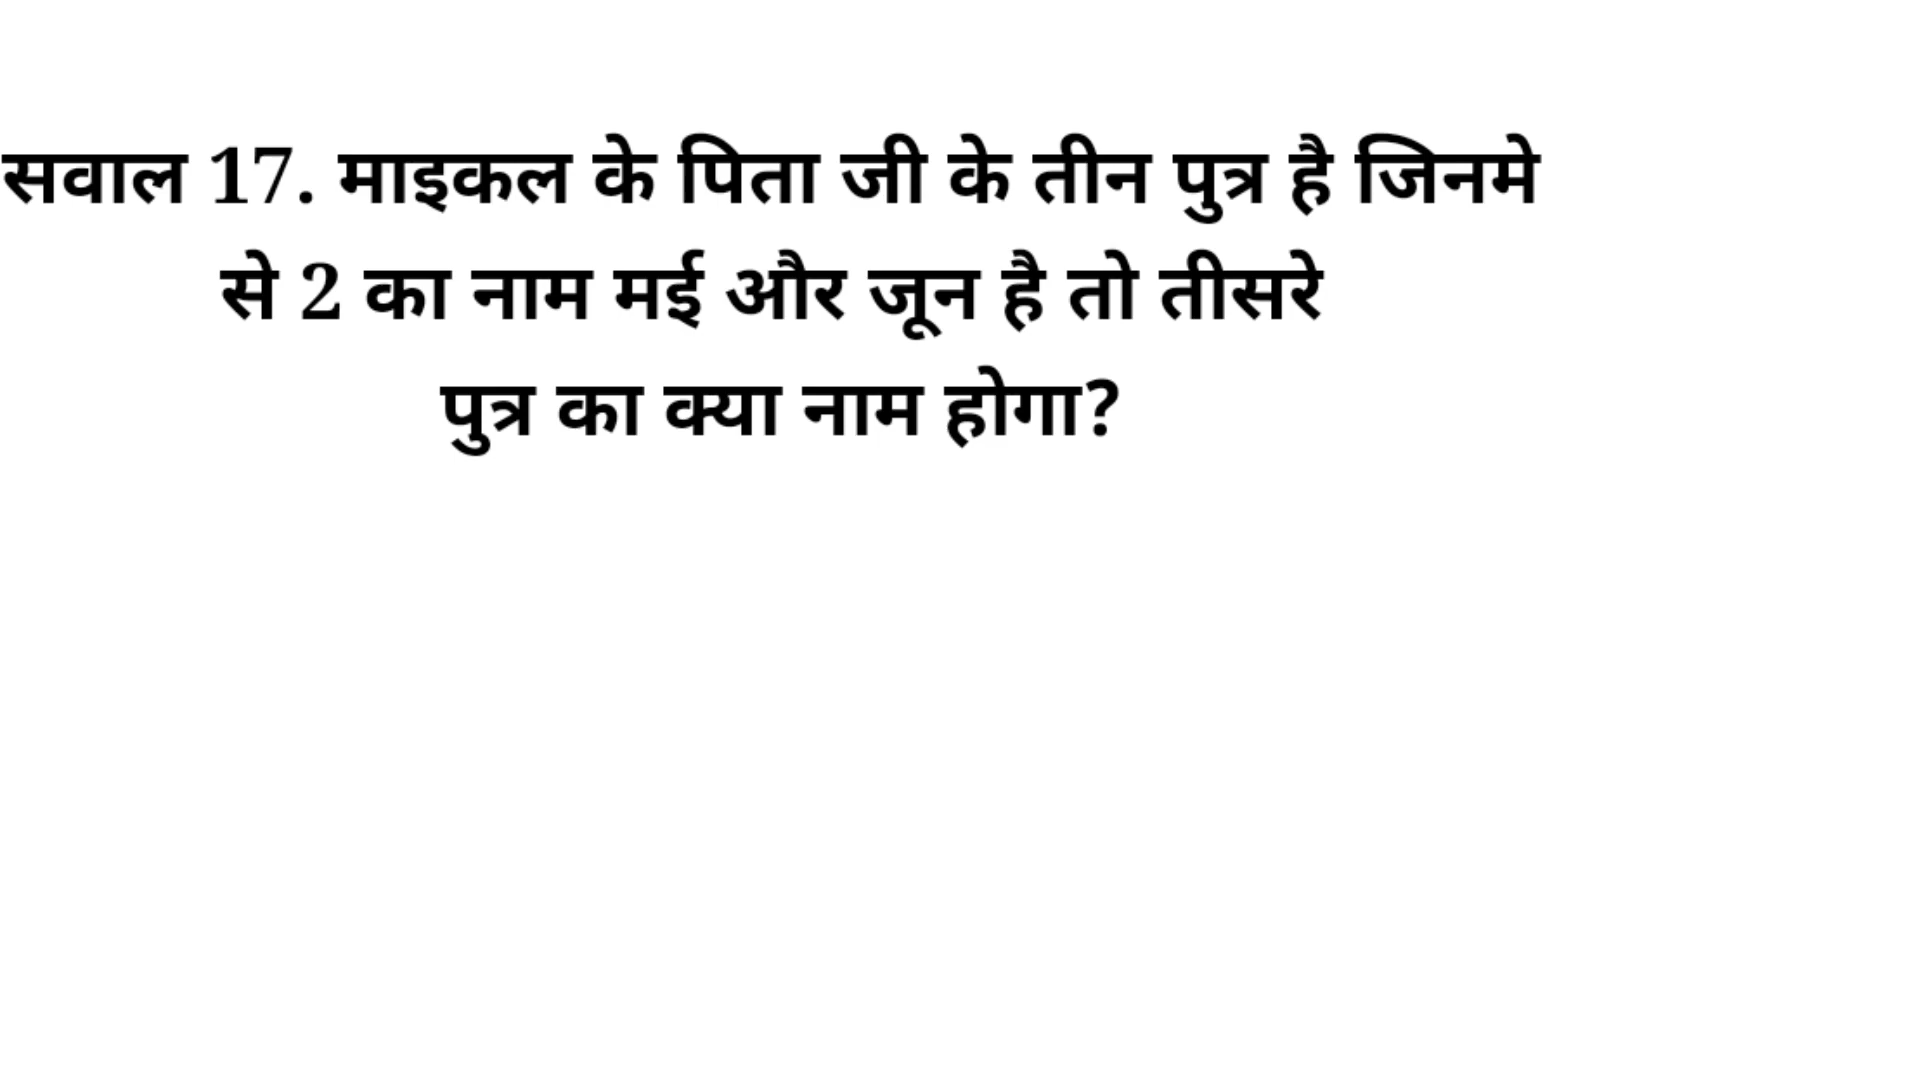 सवाल 17. माइकल के पिता जी के तीन पुत्र है जिनमे
से 2 का नाम मई और जून है तो तीसरे
पुत्र का क्या नाम होगा?